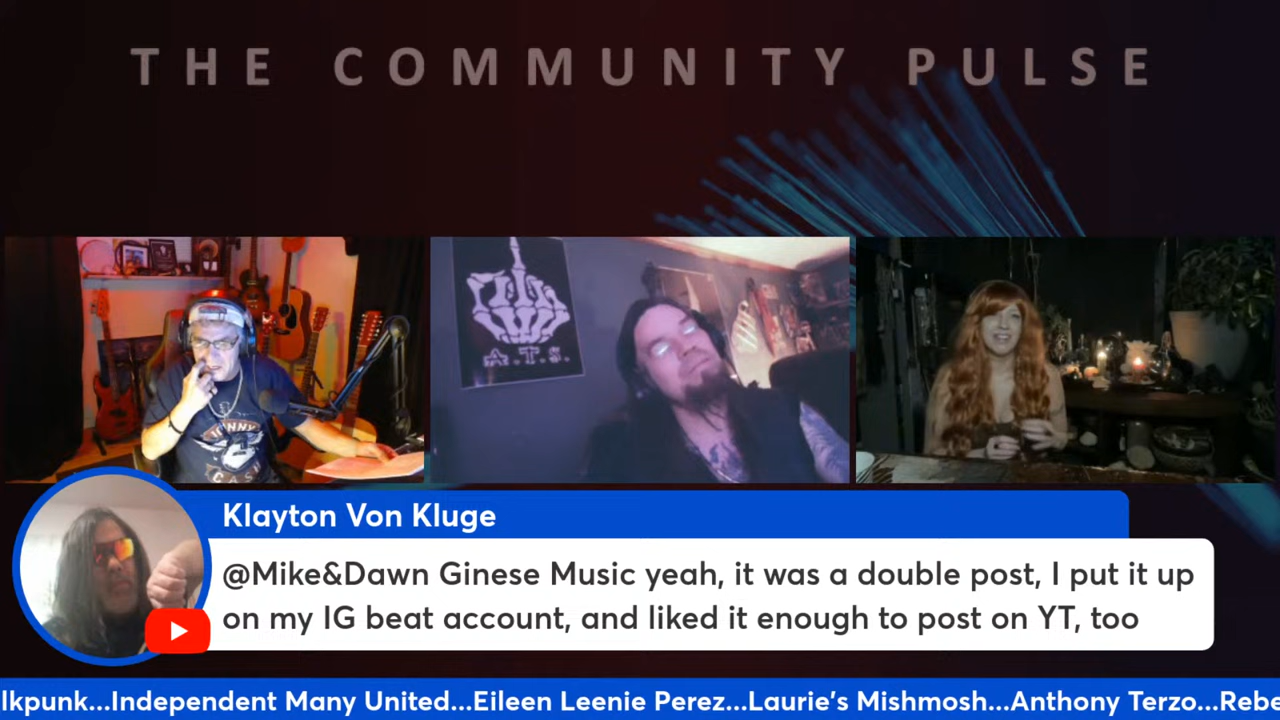 THE COMMUNITY PULSE
A.T.S.
Klayton Von Kluge
@Mike&Dawn Ginese Music yeah, it was a double post, I put it up
on my IG beat account, and liked it enough to post on YT, too
lkpunk...Independent Many United...Eileen Leenie Perez...Laurie's Mishmosh...Anthony Terzo...Rebe